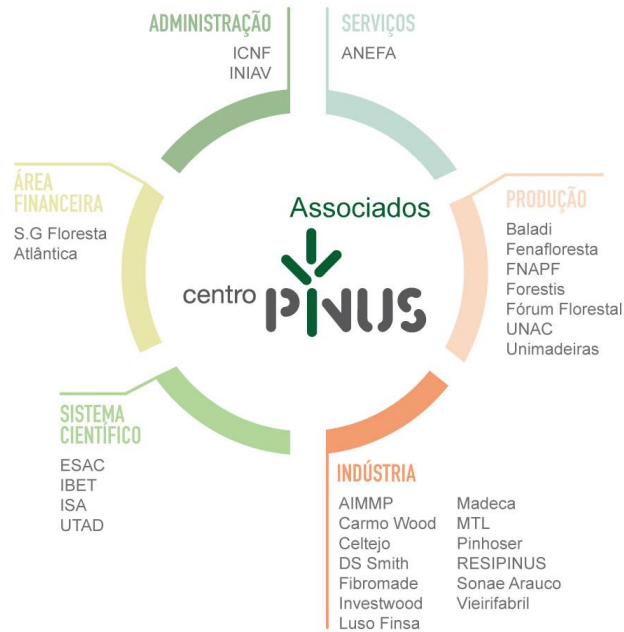 ADMINISTRAÇÃO
ICNF
INIAV
SERVIÇOS
ANEFA
ÁREA
FINANCEIRA
S.G Floresta
Atlântica
Associados
centro PINUS
PRODUÇÃO
Baladi
Fenafloresta
FNAPF
Forestis
Fórum Florestal
UNAC
Unimadeiras
SISTEMA
CIENTÍFICO
ESAC
IBET
ISA
UTAD
INDÚSTRIA
AIMMP
Carmo Wood
Celtejo
DS Smith
Fibromade
Investwood
Luso Finsa
Madeca
MTL
Pinhoser
RESIPINUS
Sonae Arauco
Vieirifabril